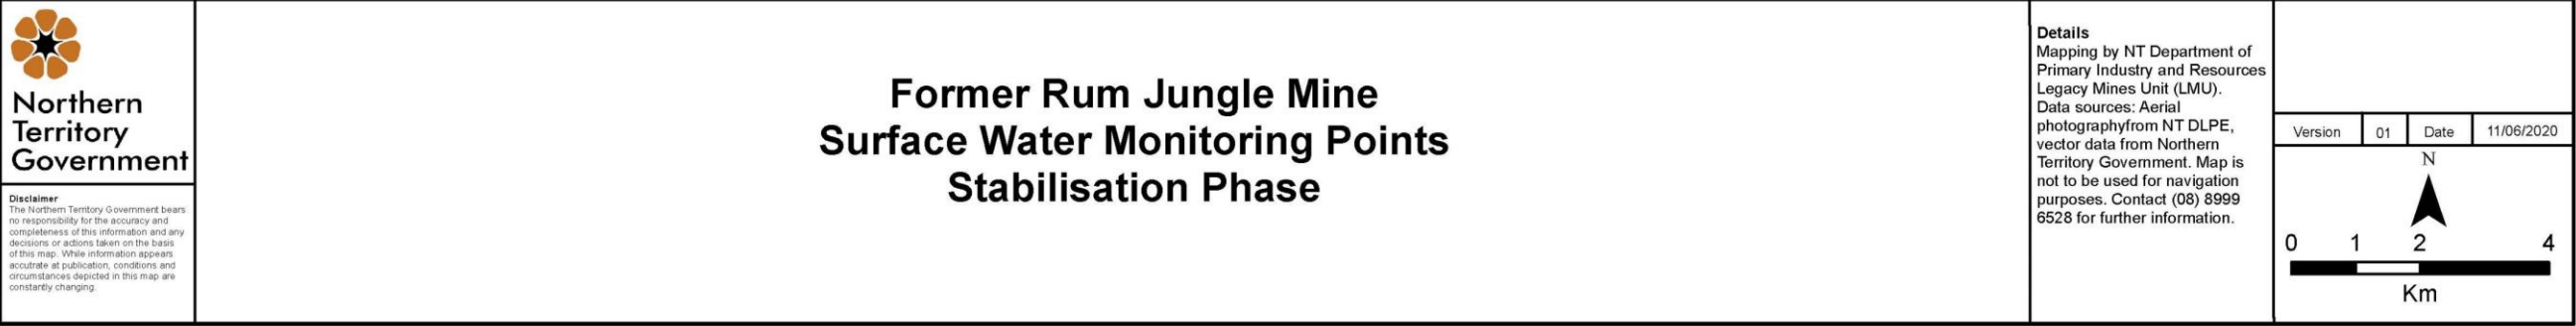 Northern
Territory
Government
Disclaimer
The Northern Territory Government bears
no responsibility for the accuracy and
completeness of this information and any
decisions or actions taken on the basis
of this map. While information appears
accutrate at publication, conditions and
circumstances depicted in this map are
constantly changing.
Former Rum Jungle Mine
Surface Water Monitoring Points
Stabilisation Phase
Details
Mapping by NT Department of
Primary Industry and Resources
Legacy Mines Unit (LMU).
Data sources: Aerial
photographyfrom NT DLPE,
vector data from Northern
Territory Government. Map is
not to be used for navigation
purposes. Contact (08) 8999
6528 for further information.
Version 01 Date 11/06/2020
N
0 1 2 4
Km